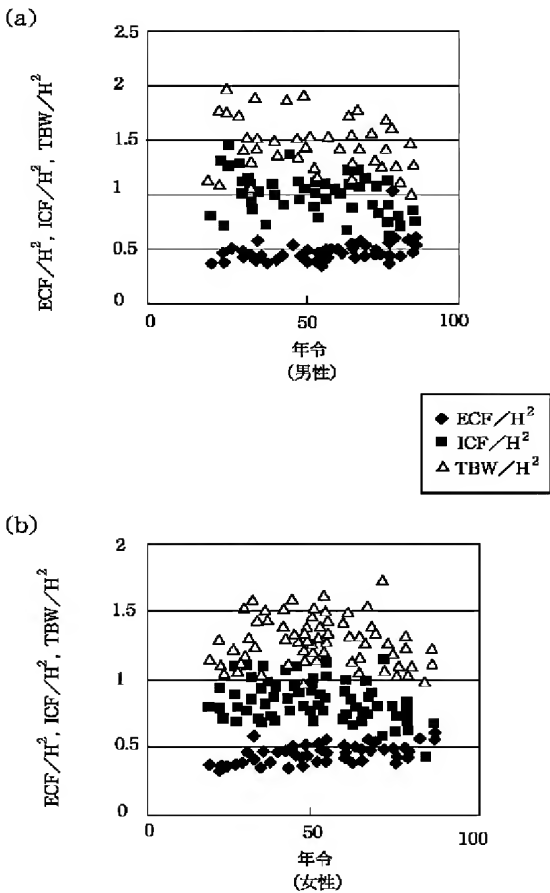 (a)
ECF/H²,ICF/H²,TBW/H²
2.5
2
1.5
1
0.5
0
0
50
100
年令
(男性)
◆ ECF/H²
■ ICF/H²
△ TBW/H²
(b)
ECF/H²,ICF/H²,TBW/H²
2
1.5
1
0.5
0
0
50
100
年令
(女性)